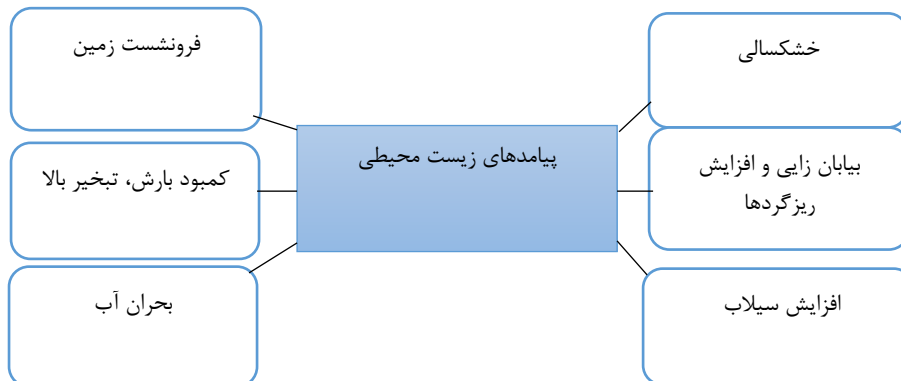 خشکسالی
فرونشست زمین
پیامدهای زیست محیطی
بیابان زایی و افزایش
ریزگردها
کمبود بارش، تبخیر بالا
افزایش سیلاب
بحران آب